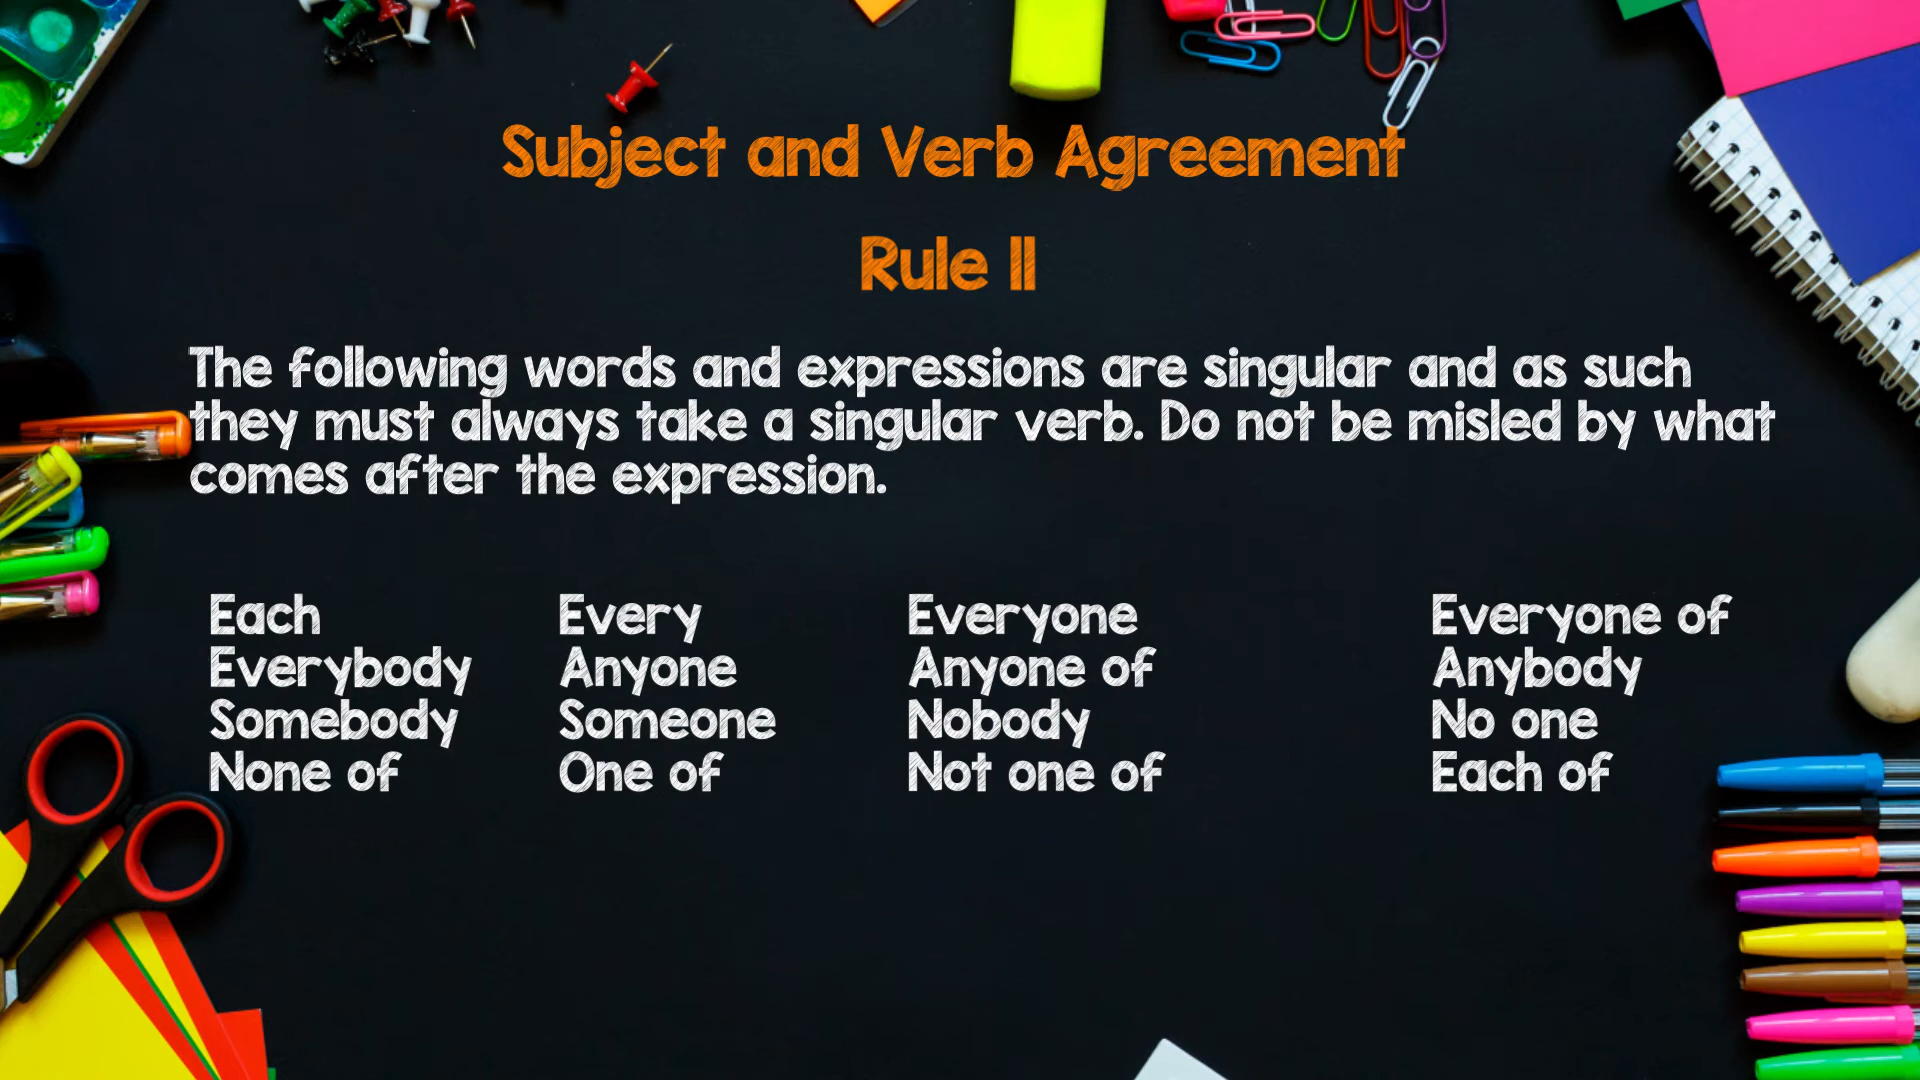 Subject and Verb Agreement
Rule II
The following words and expressions are singular and as such
they must always take a singular verb. Do not be misled by what
comes after the expression.
Each Every Everyone Everyone of
Everybody Anyone Anyone of Anybody
Somebody Someone Nobody No one
None of One of Not one of Each of